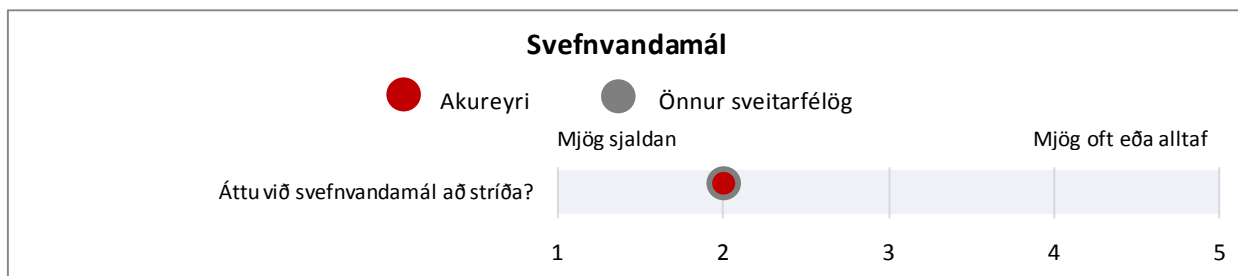 Svefnvandamál
Akureyri Önnur sveitarfélög
Mjög sjaldan Mjög oft eða alltaf
Áttu við svefnvandamál að stríða?
1 2 3 4 5